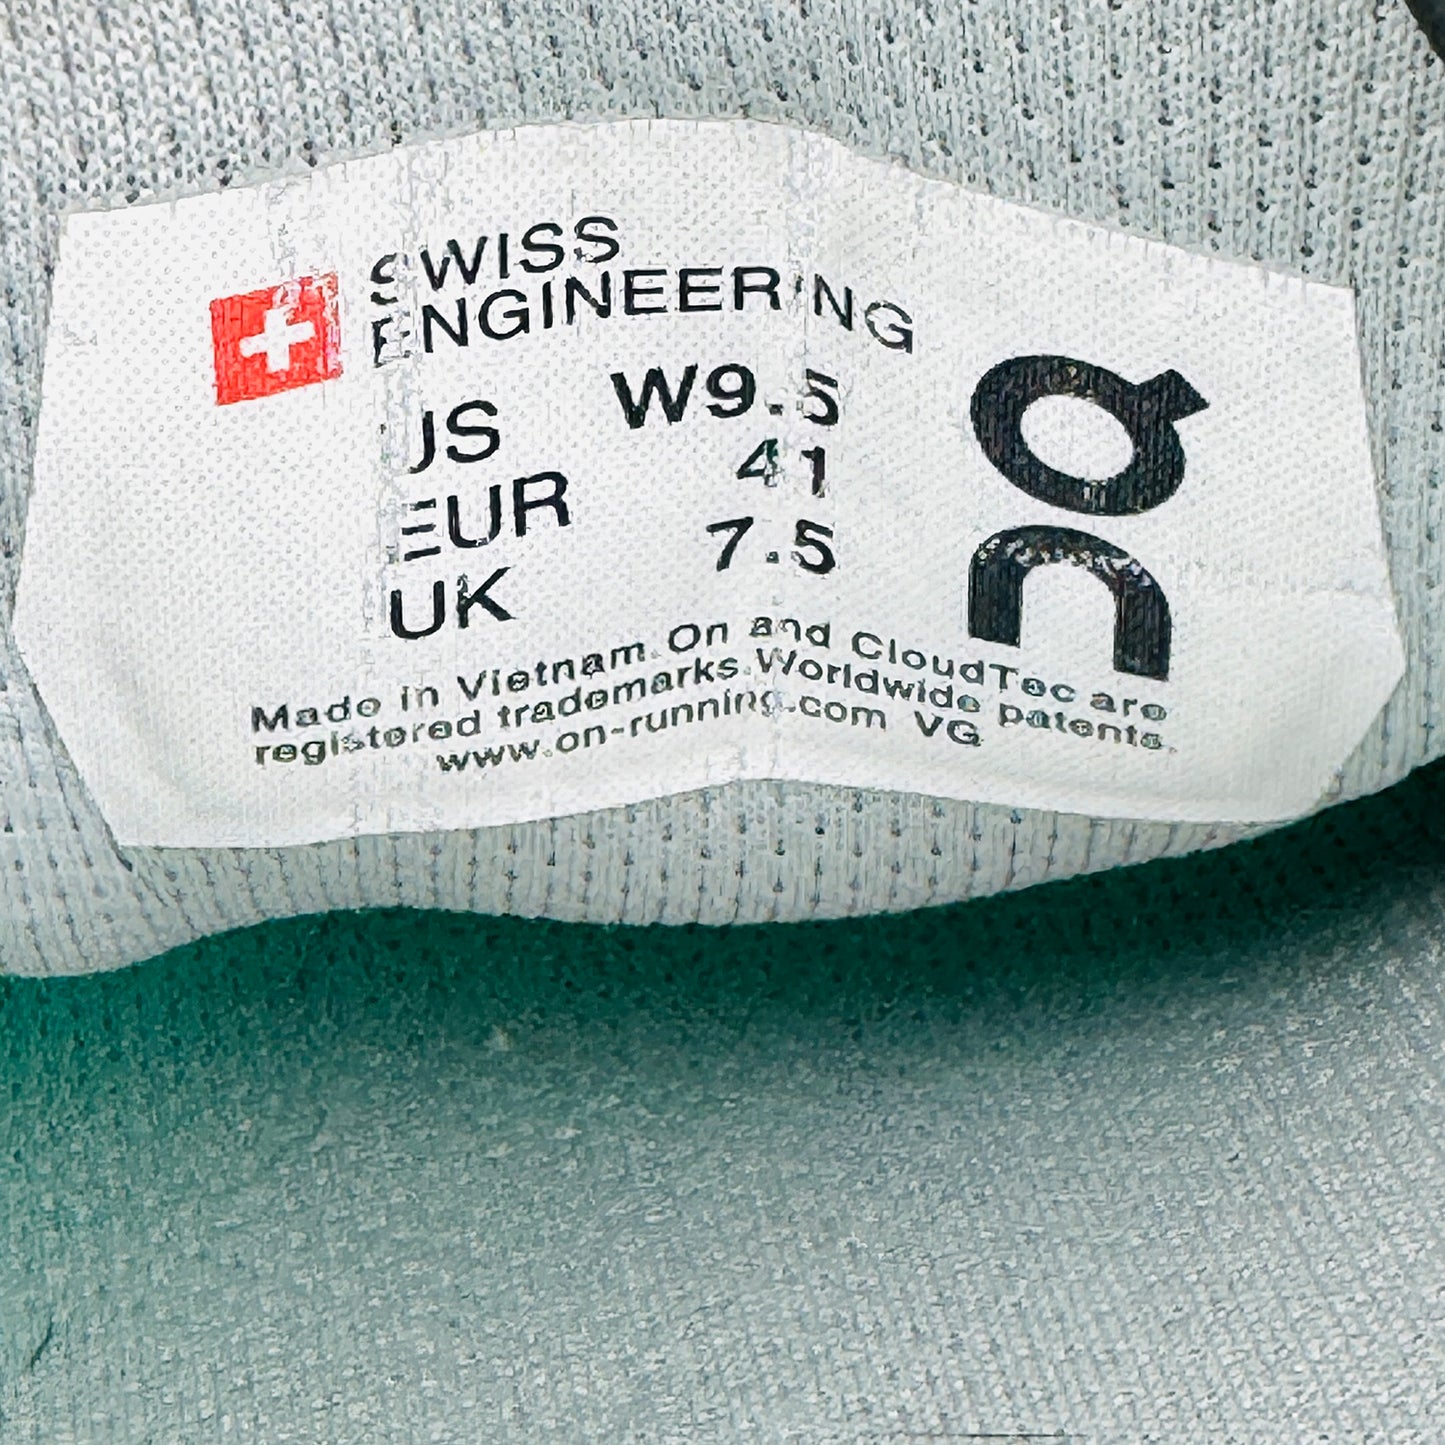 SWISS
ENGINEERING
US W9.5
EUR 41
UK 7.5
On
Made in Vietnam. On and CloudTec are
registered trademarks. Worldwide patents.
www.on-running.com VG